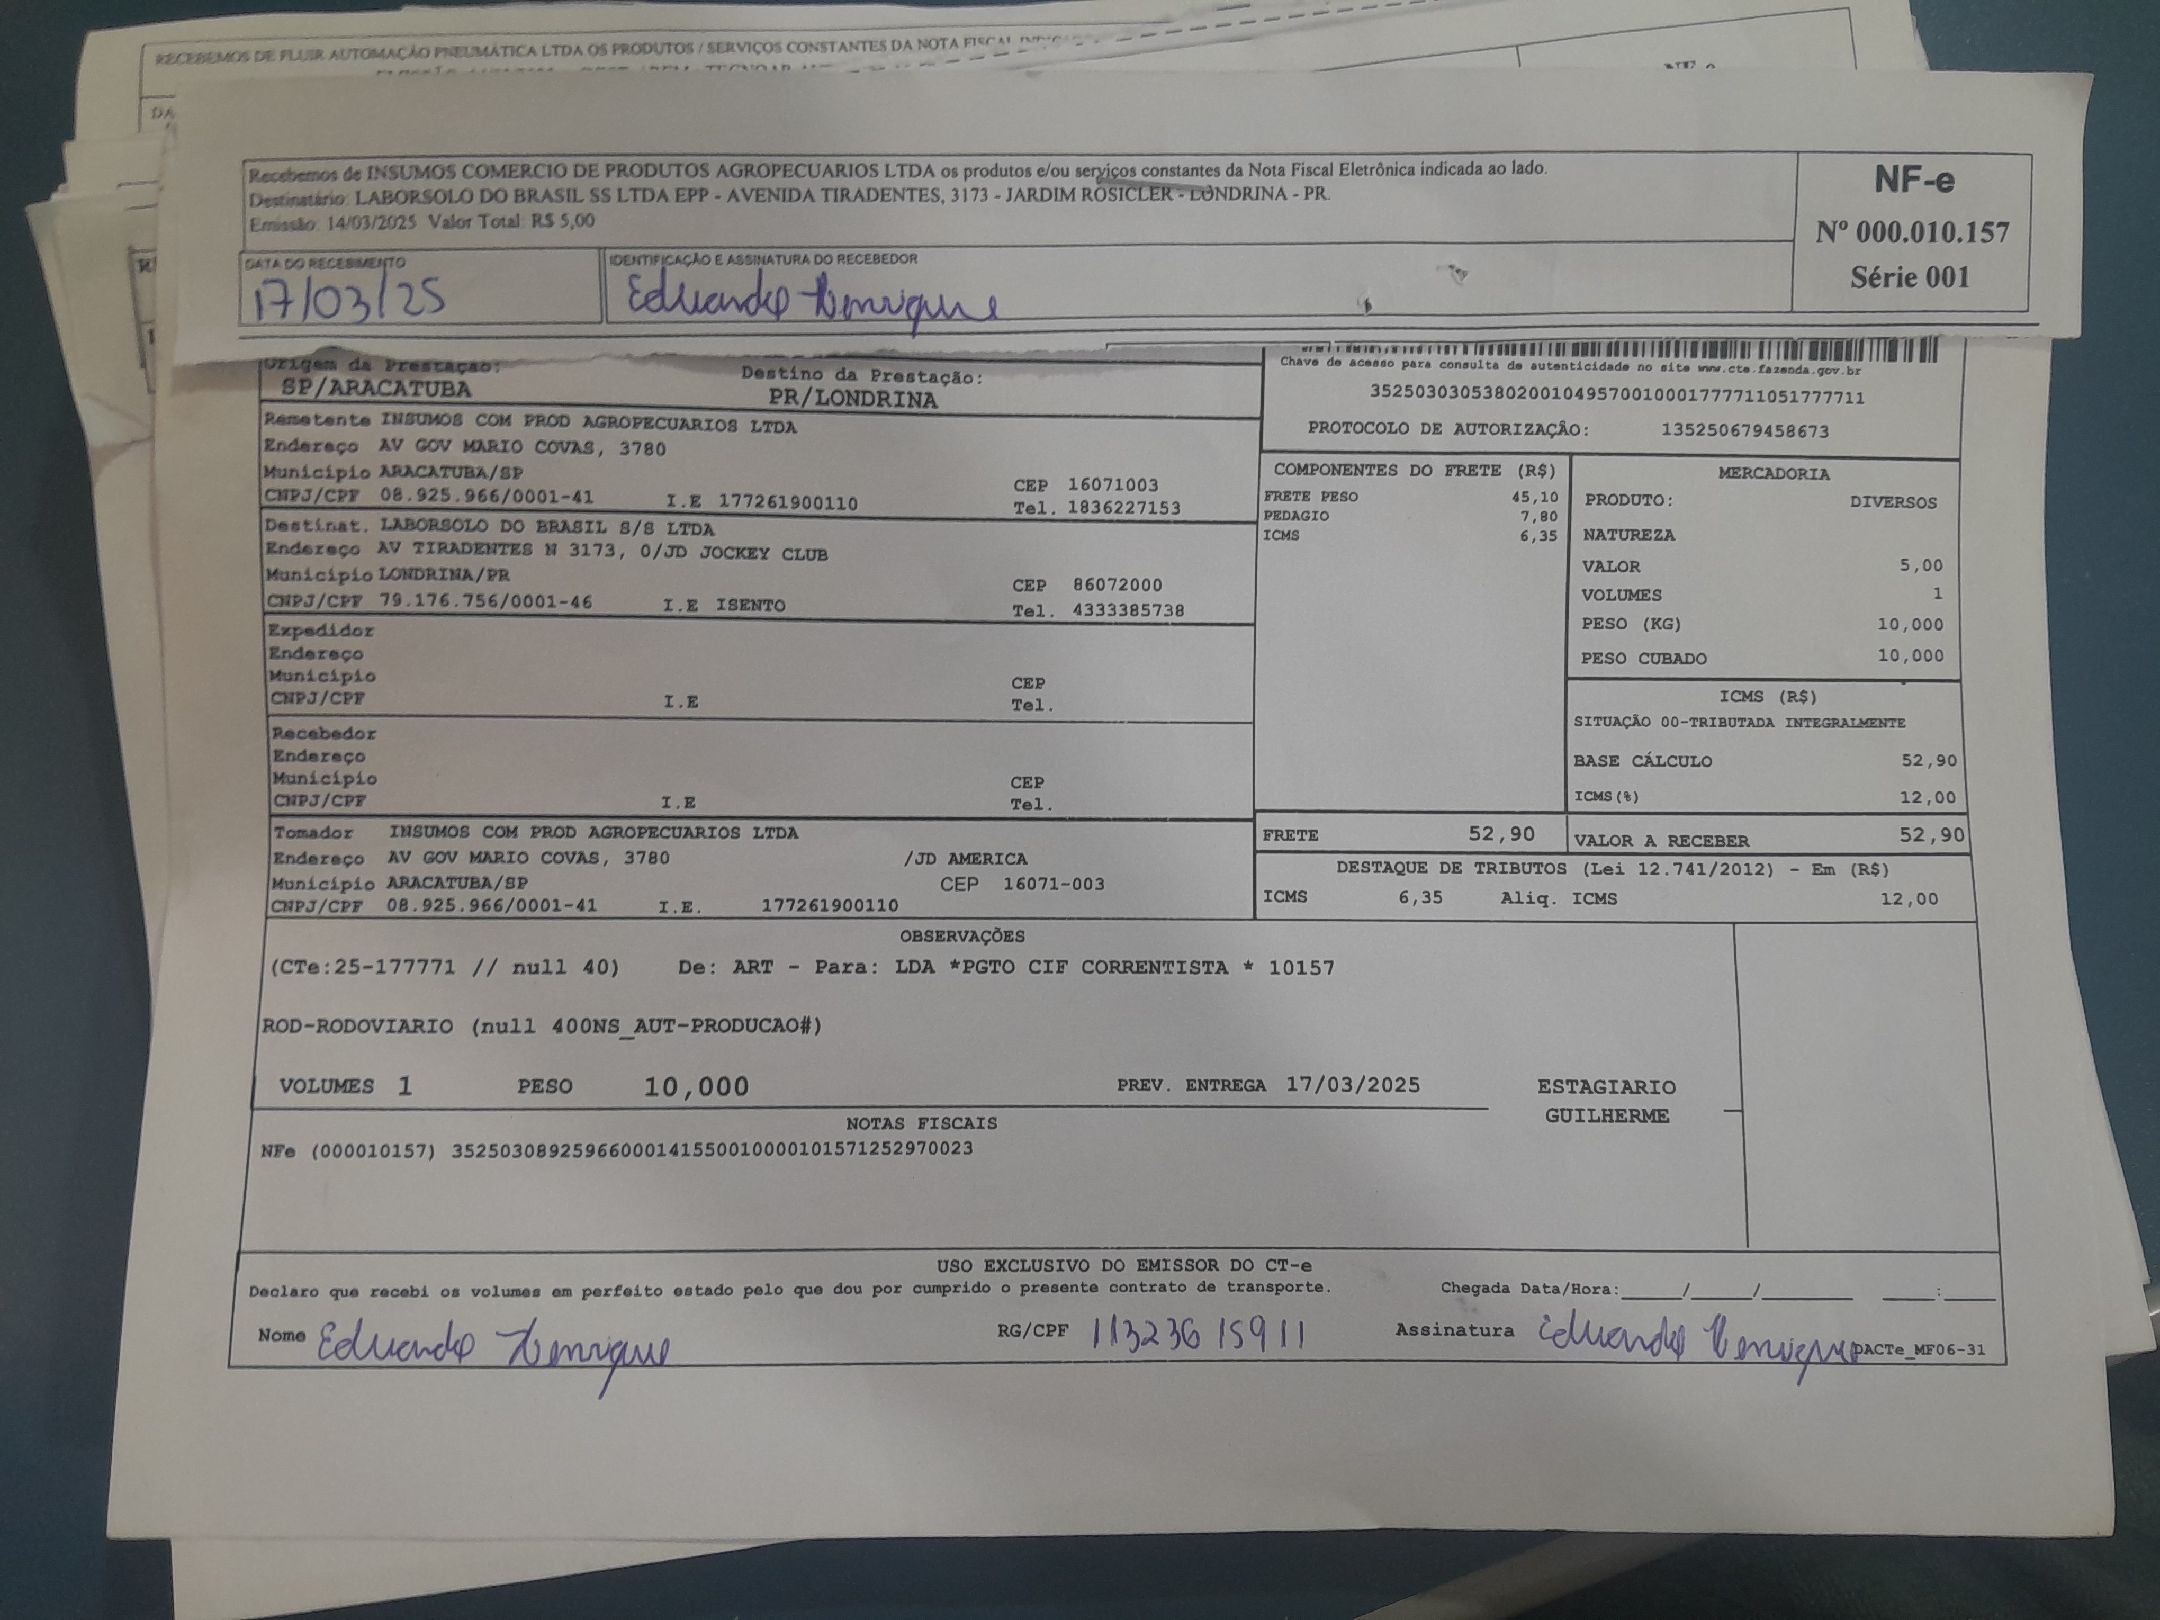 RECEBEMOS DE FLUIR AUTOMAÇÃO PNEUMÁTICA LTDA OS PRODUTOS / SERVIÇOS CONSTANTES DA NOTA FISCAL
Recebemos de INSUMOS COMERCIO DE PRODUTOS AGROPECUARIOS LTDA os produtos e/ou serviços constantes da Nota Fiscal Eletrônica indicada ao lado.
Destinatário: LABORSOLO DO BRASIL SS LTDA EPP - AVENIDA TIRADENTES, 3173 - JARDIM ROSICLER - LONDRINA - PR.
Emissão: 14/03/2025 Valor Total: R$ 5,00
NF-e
Nº 000.010.157
Série 001
DATA DO RECEBIMENTO
17/03/25
IDENTIFICAÇÃO E ASSINATURA DO RECEBEDOR
Eduardo Henrique
Origem da Prestação:
SP/ARACATUBA
Destino da Prestação:
PR/LONDRINA
Chave de acesso para consulta de autenticidade no site www.cte.fazenda.gov.br
35250303053802001049570010001777711051777711
PROTOCOLO DE AUTORIZAÇÃO: 135250679458673
Remetente INSUMOS COM PROD AGROPECUARIOS LTDA
Endereço AV GOV MARIO COVAS, 3780
Município ARACATUBA/SP CEP 16071003
CNPJ/CPF 08.925.966/0001-41 I.E 177261900110 Tel. 1836227153
Destinat. LABORSOLO DO BRASIL S/S LTDA
Endereço AV TIRADENTES N 3173, 0/JD JOCKEY CLUB
Município LONDRINA/PR CEP 86072000
CNPJ/CPF 79.176.756/0001-46 I.E ISENTO Tel. 4333385738
Expedidor
Endereço
Município CEP
CNPJ/CPF I.E Tel.
Recebedor
Endereço
Município CEP
CNPJ/CPF I.E Tel.
Tomador INSUMOS COM PROD AGROPECUARIOS LTDA
Endereço AV GOV MARIO COVAS, 3780 /JD AMERICA
Município ARACATUBA/SP CEP 16071-003
CNPJ/CPF 08.925.966/0001-41 I.E. 177261900110
COMPONENTES DO FRETE (R$)
FRETE PESO 45,10
PEDAGIO 7,80
ICMS 6,35
MERCADORIA
PRODUTO: DIVERSOS
NATUREZA
VALOR 5,00
VOLUMES 1
PESO (KG) 10,000
PESO CUBADO 10,000
ICMS (R$)
SITUAÇÃO 00-TRIBUTADA INTEGRALMENTE
BASE CÁLCULO 52,90
ICMS(%) 12,00
FRETE 52,90
VALOR A RECEBER 52,90
DESTAQUE DE TRIBUTOS (Lei 12.741/2012) - Em (R$)
ICMS 6,35 Aliq. ICMS 12,00
OBSERVAÇÕES
(CTe:25-177771 // null 40) De: ART - Para: LDA *PGTO CIF CORRENTISTA * 10157
ROD-RODOVIARIO (null 400NS_AUT-PRODUCAO#)
VOLUMES 1 PESO 10,000 PREV. ENTREGA 17/03/2025
ESTAGIARIO
GUILHERME
NOTAS FISCAIS
NFe (000010157) 35250308925966000141550010000101571252970023
USO EXCLUSIVO DO EMISSOR DO CT-e
Declaro que recebi os volumes em perfeito estado pelo que dou por cumprido o presente contrato de transporte.
Chegada Data/Hora:_____/_____/________ ____:____
Nome Eduardo Henrique RG/CPF 11323615911 Assinatura Eduardo Henrique
DACTe_MF06-31